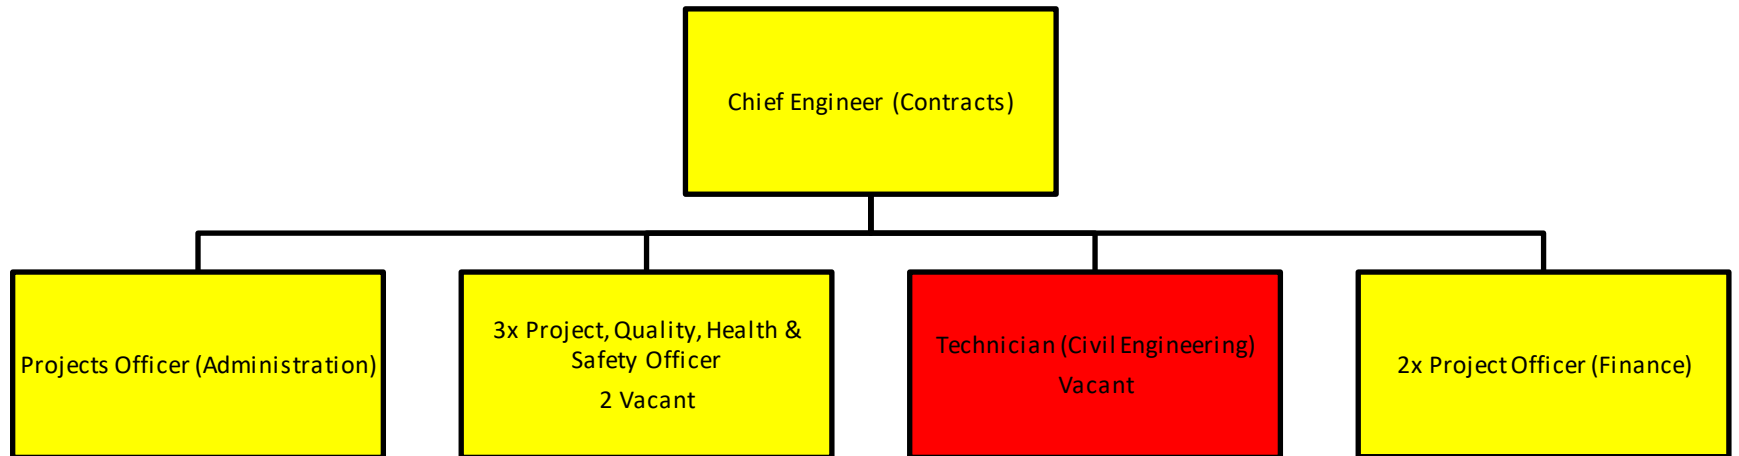 Chief Engineer (Contracts)
Projects Officer (Administration)
3x Project, Quality, Health &
Safety Officer
2 Vacant
Technician (Civil Engineering)
Vacant
2x Project Officer (Finance)